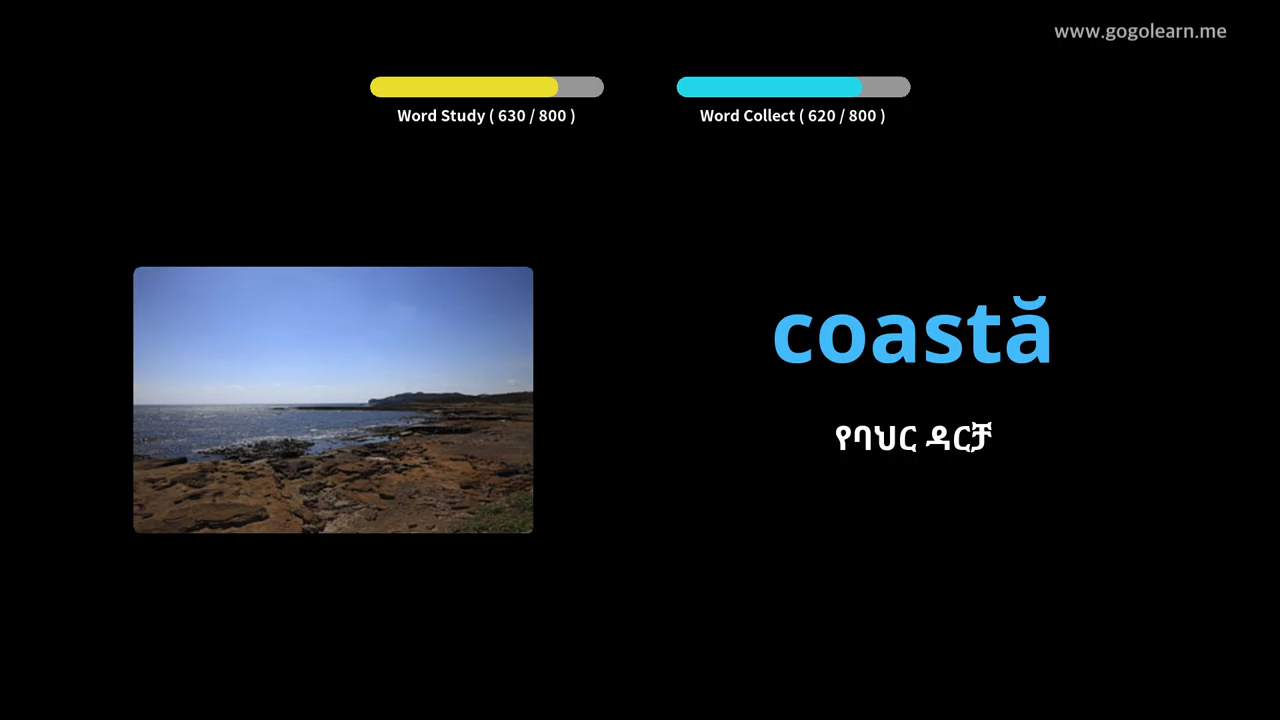 www.gogolearn.me
Word Study ( 630 / 800 )
Word Collect ( 620 / 800 )
coastă
የባህር ዳርቻ